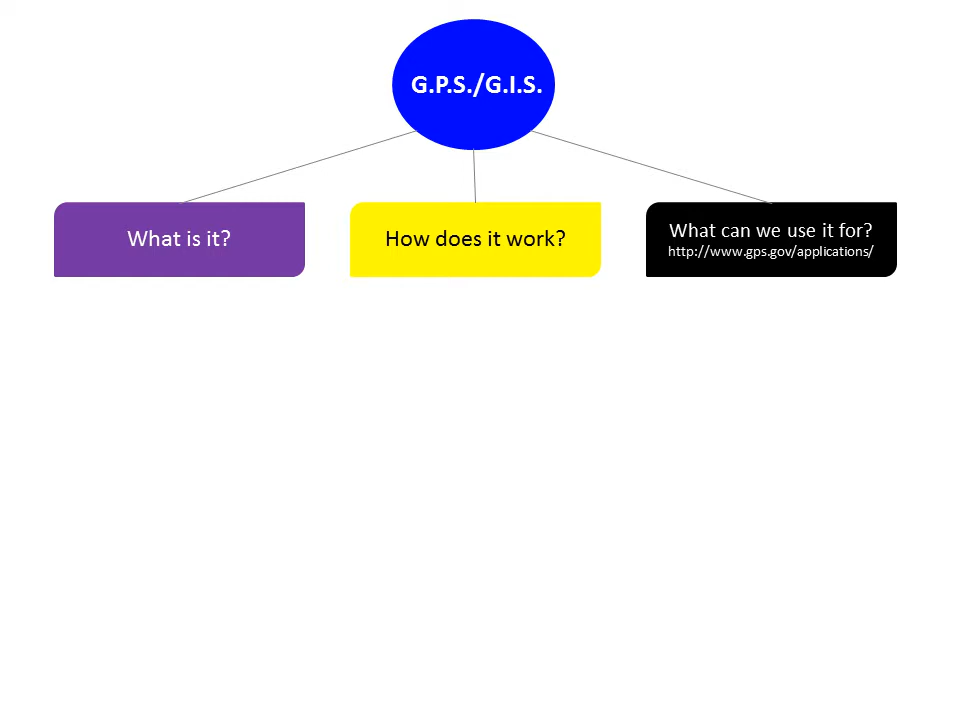 G.P.S./G.I.S.
What is it?
How does it work?
What can we use it for?
http://www.gps.gov/applications/